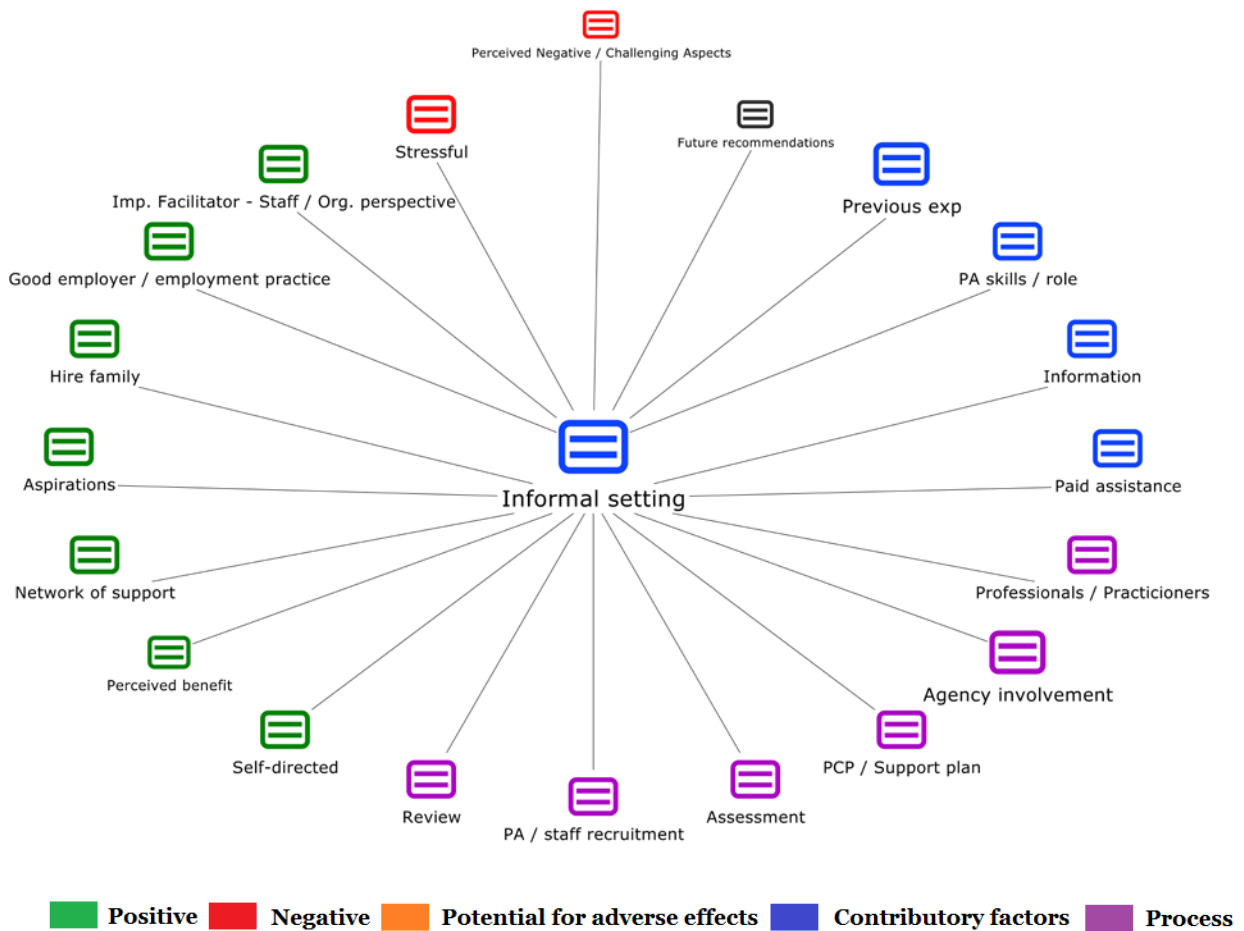 Perceived Negative / Challenging Aspects
Future recommendations
Stressful
Imp. Facilitator - Staff / Org. perspective
Previous exp
Good employer / employment practice
PA skills / role
Hire family
Information
Aspirations
Paid assistance
Informal setting
Network of support
Professionals / Practicioners
Perceived benefit
Agency involvement
Self-directed
PCP / Support plan
Review
PA / staff recruitment
Assessment
Positive Negative Potential for adverse effects Contributory factors Process